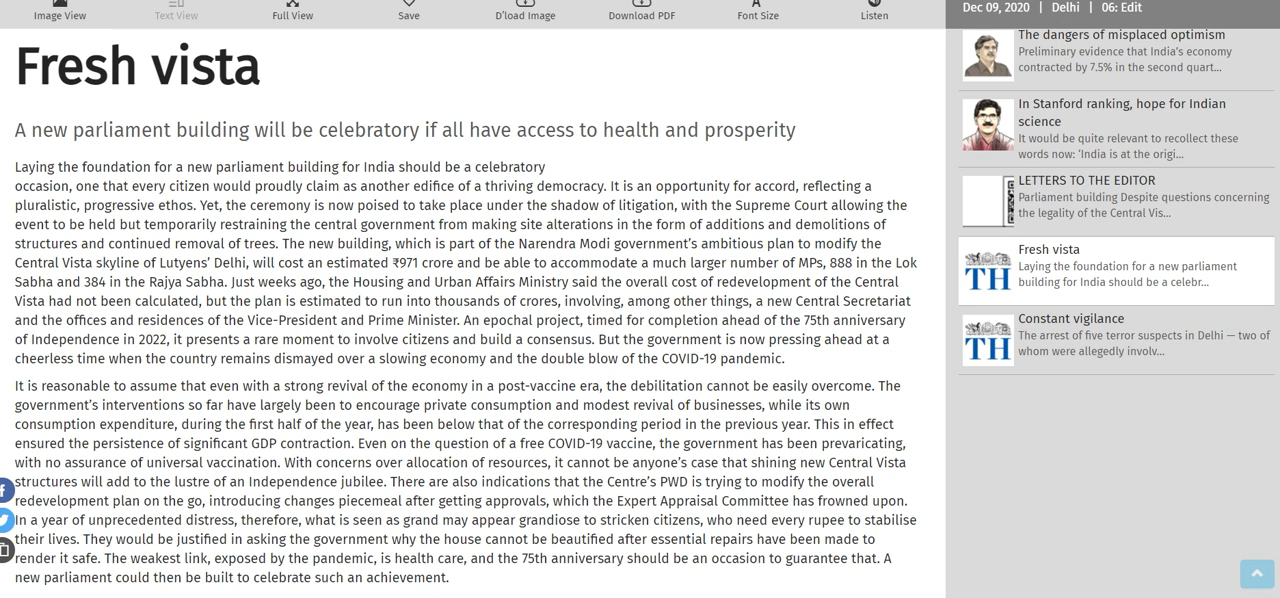 Image View
Text View
Full View
Save
D'load Image
Download PDF
Font Size
Listen
Dec 09, 2020 | Delhi | 06: Edit
Fresh vista
A new parliament building will be celebratory if all have access to health and prosperity
Laying the foundation for a new parliament building for India should be a celebratory
occasion, one that every citizen would proudly claim as another edifice of a thriving democracy. It is an opportunity for accord, reflecting a
pluralistic, progressive ethos. Yet, the ceremony is now poised to take place under the shadow of litigation, with the Supreme Court allowing the
event to be held but temporarily restraining the central government from making site alterations in the form of additions and demolitions of
structures and continued removal of trees. The new building, which is part of the Narendra Modi government's ambitious plan to modify the
Central Vista skyline of Lutyens' Delhi, will cost an estimated ₹971 crore and be able to accommodate a much larger number of MPs, 888 in the Lok
Sabha and 384 in the Rajya Sabha. Just weeks ago, the Housing and Urban Affairs Ministry said the overall cost of redevelopment of the Central
Vista had not been calculated, but the plan is estimated to run into thousands of crores, involving, among other things, a new Central Secretariat
and the offices and residences of the Vice-President and Prime Minister. An epochal project, timed for completion ahead of the 75th anniversary
of Independence in 2022, it presents a rare moment to involve citizens and build a consensus. But the government is now pressing ahead at a
cheerless time when the country remains dismayed over a slowing economy and the double blow of the COVID-19 pandemic.
It is reasonable to assume that even with a strong revival of the economy in a post-vaccine era, the debilitation cannot be easily overcome. The
government's interventions so far have largely been to encourage private consumption and modest revival of businesses, while its own
consumption expenditure, during the first half of the year, has been below that of the corresponding period in the previous year. This in effect
ensured the persistence of significant GDP contraction. Even on the question of a free COVID-19 vaccine, the government has been prevaricating,
with no assurance of universal vaccination. With concerns over allocation of resources, it cannot be anyone's case that shining new Central Vista
structures will add to the lustre of an Independence jubilee. There are also indications that the Centre's PWD is trying to modify the overall
redevelopment plan on the go, introducing changes piecemeal after getting approvals, which the Expert Appraisal Committee has frowned upon.
In a year of unprecedented distress, therefore, what is seen as grand may appear grandiose to stricken citizens, who need every rupee to stabilise
their lives. They would be justified in asking the government why the house cannot be beautified after essential repairs have been made to
render it safe. The weakest link, exposed by the pandemic, is health care, and the 75th anniversary should be an occasion to guarantee that. A
new parliament could then be built to celebrate such an achievement.
The dangers of misplaced optimism
Preliminary evidence that India's economy
contracted by 7.5% in the second quart...
In Stanford ranking, hope for Indian
science
It would be quite relevant to recollect these
words now: 'India is at the origi...
LETTERS TO THE EDITOR
Parliament building Despite questions concerning
the legality of the Central Vis...
TH
Fresh vista
Laying the foundation for a new parliament
building for India should be a celebr...
TH
Constant vigilance
The arrest of five terror suspects in Delhi — two of
whom were allegedly involv...